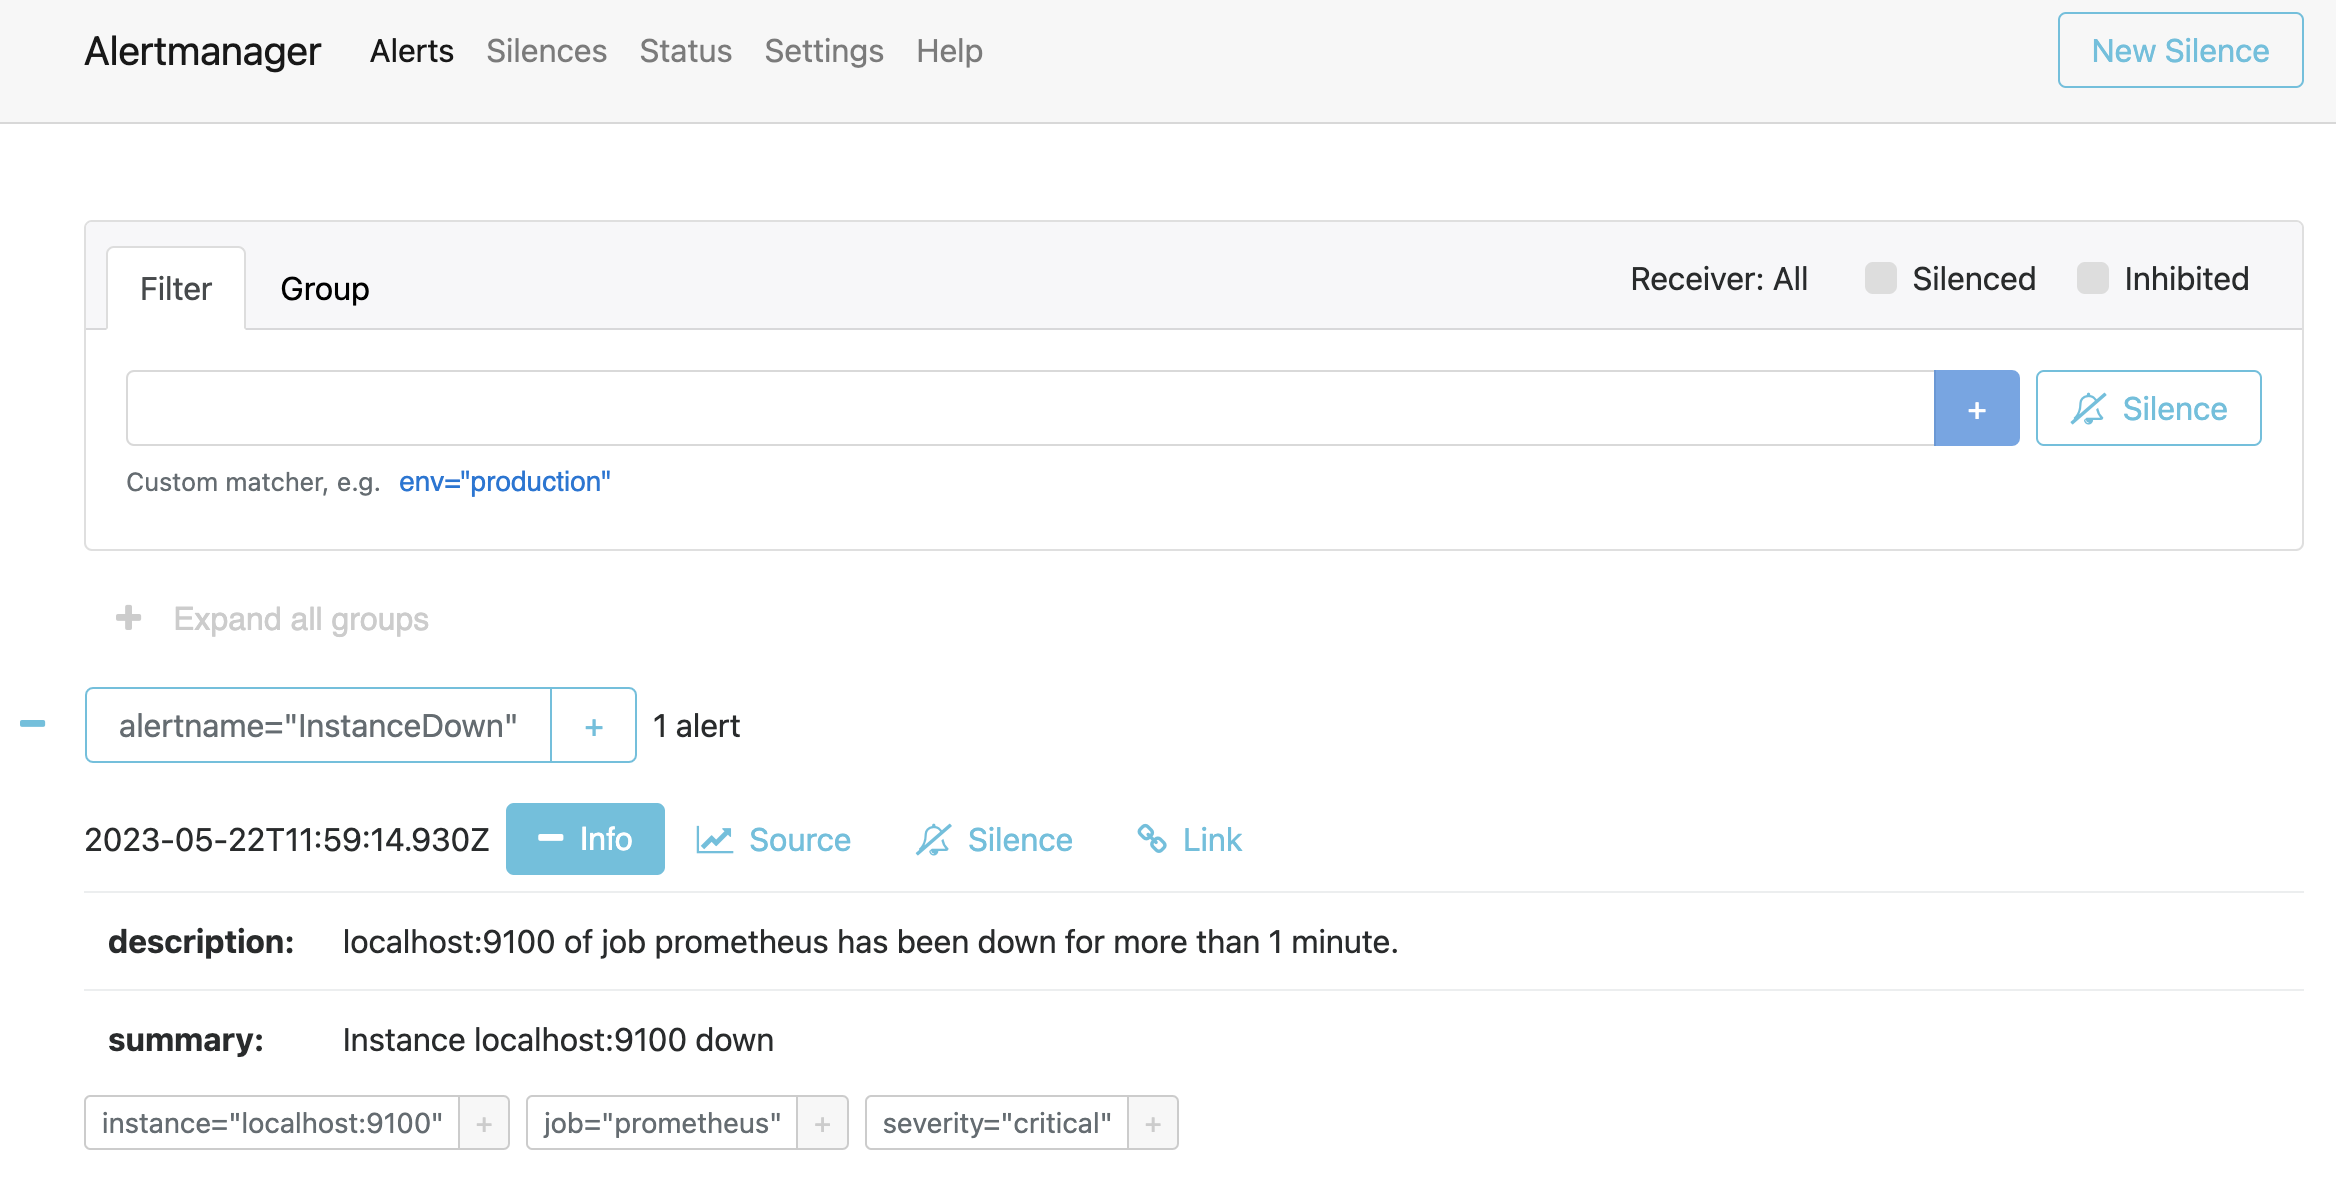 Alertmanager Alerts Silences Status Settings Help New Silence
Filter Group Receiver: All Silenced Inhibited
+ Silence
Custom matcher, e.g. env="production"
+ Expand all groups
alertname="InstanceDown" + 1 alert
2023-05-22T11:59:14.930Z Info Source Silence Link
description: localhost:9100 of job prometheus has been down for more than 1 minute.
summary: Instance localhost:9100 down
instance="localhost:9100" + job="prometheus" + severity="critical" +